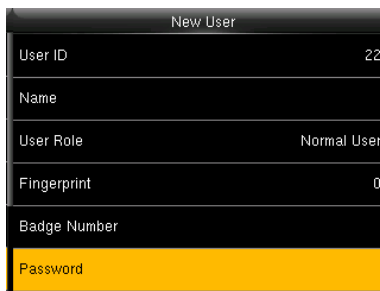 New User
User ID 22
Name
User Role Normal User
Fingerprint 0
Badge Number
Password